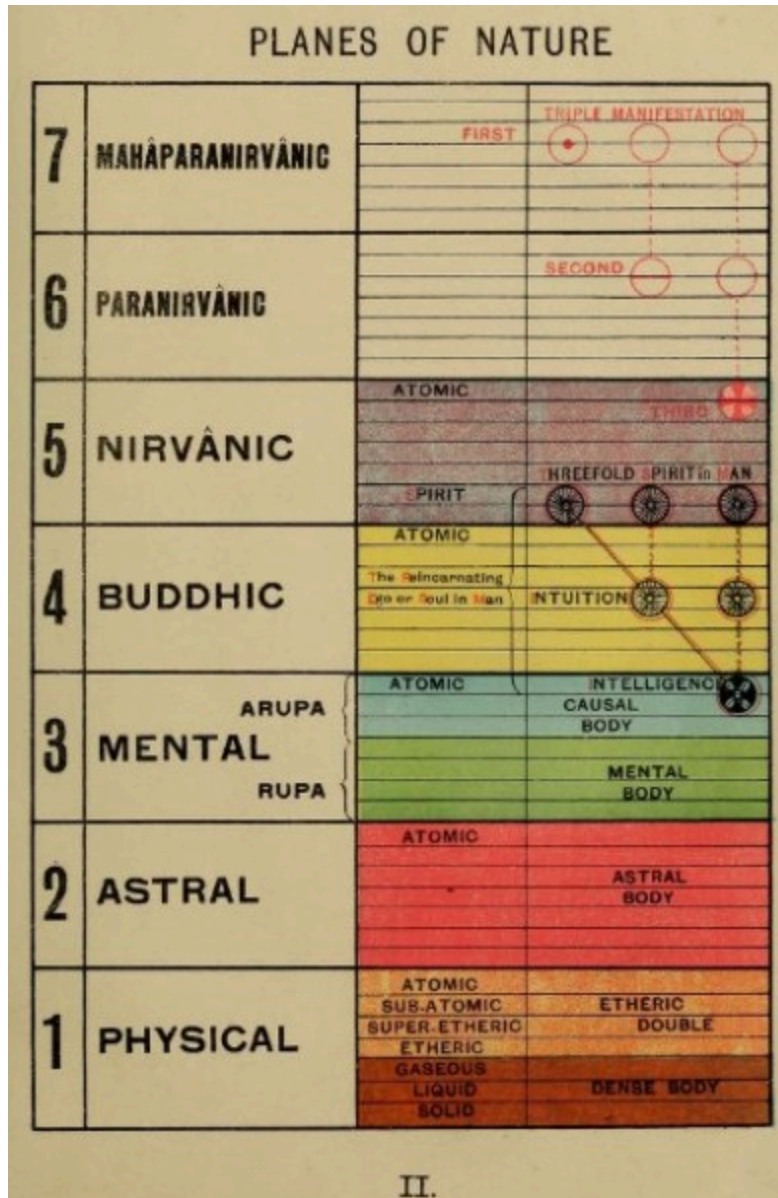 PLANES OF NATURE
7
MAHÂPARANIRVÂNIC
TRIPLE MANIFESTATION
FIRST
6
PARANIRVÂNIC
SECOND
5
NIRVÂNIC
ATOMIC
THIRD
THREEFOLD SPIRIT in MAN
SPIRIT
4
BUDDHIC
ATOMIC
The Reincarnating
Ego or Soul in Man
INTUITION
3
ARUPA
MENTAL
RUPA
ATOMIC
INTELLIGENCE
CAUSAL
BODY
MENTAL
BODY
2
ASTRAL
ATOMIC
ASTRAL
BODY
1
PHYSICAL
ATOMIC
SUB-ATOMIC
SUPER-ETHERIC
ETHERIC
ETHERIC
DOUBLE
GASEOUS
LIQUID
SOLID
DENSE BODY
II.